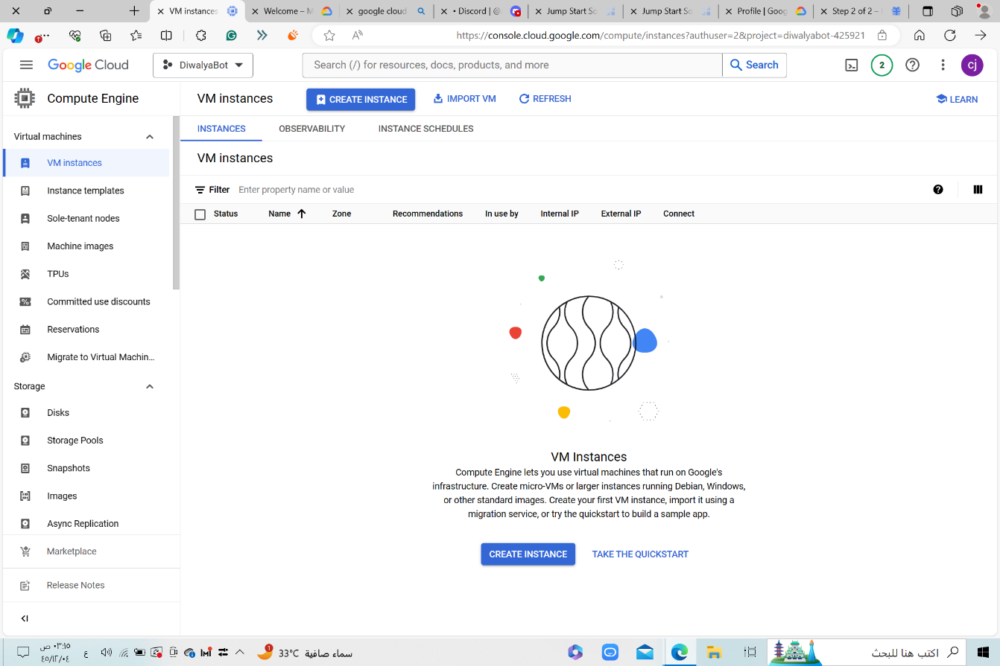 VM instances
Welcome – M
google cloud
• Discord | @
Jump Start So
Jump Start So
Profile | Goog
Step 2 of 2 –
https://console.cloud.google.com/compute/instances?authuser=2&project=diwalyabot-425921
Google Cloud
DiwalyaBot
Search (/) for resources, docs, products, and more
Search
2
cj
Compute Engine
VM instances
CREATE INSTANCE
IMPORT VM
REFRESH
LEARN
Virtual machines
VM instances
Instance templates
Sole-tenant nodes
Machine images
TPUs
Committed use discounts
Reservations
Migrate to Virtual Machin...
Storage
Disks
Storage Pools
Snapshots
Images
Async Replication
Marketplace
Release Notes
INSTANCES
OBSERVABILITY
INSTANCE SCHEDULES
VM instances
Filter
Enter property name or value
Status
Name
Zone
Recommendations
In use by
Internal IP
External IP
Connect
VM Instances
Compute Engine lets you use virtual machines that run on Google's
infrastructure. Create micro-VMs or larger instances running Debian, Windows,
or other standard images. Create your first VM instance, import it using a
migration service, or try the quickstart to build a sample app.
CREATE INSTANCE
TAKE THE QUICKSTART
٠٣:١٥ ص
٤٥/١٢/٠٤
ع
1
33°C سماء صافية
اكتب هنا للبحث